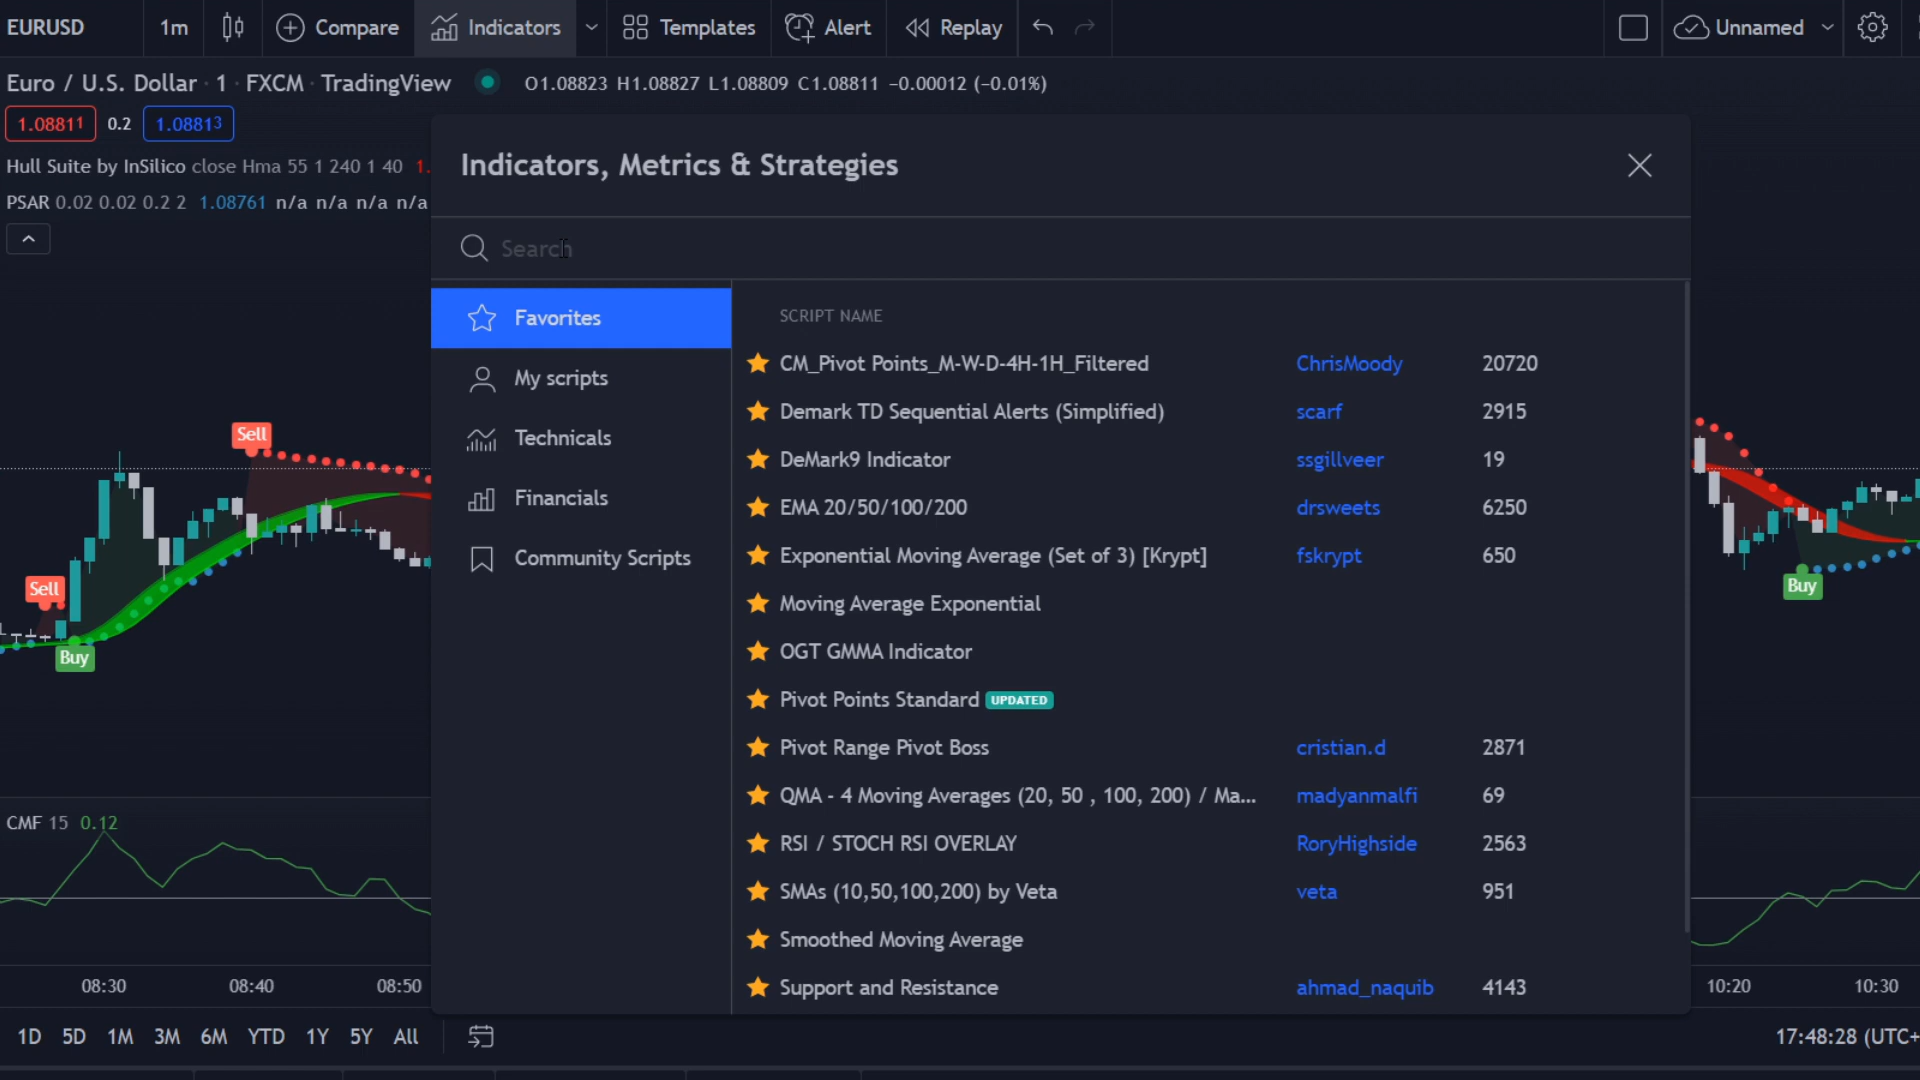 EURUSD 1m Compare Indicators Templates Alert Replay Unnamed
Euro / U.S. Dollar · 1 · FXCM · TradingView O1.08823 H1.08827 L1.08809 C1.08811 −0.00012 (−0.01%)
1.08811 0.2 1.08813
Hull Suite by InSilico close Hma 55 1 240 1 40 1.
PSAR 0.02 0.02 0.2 2 1.08761 n/a n/a n/a n/a
Indicators, Metrics & Strategies
Search
Favorites
My scripts
Technicals
Financials
Community Scripts
SCRIPT NAME
CM_Pivot Points_M-W-D-4H-1H_Filtered ChrisMoody 20720
Demark TD Sequential Alerts (Simplified) scarf 2915
DeMark9 Indicator ssgillveer 19
EMA 20/50/100/200 drsweets 6250
Exponential Moving Average (Set of 3) [Krypt] fskrypt 650
Moving Average Exponential
OGT GMMA Indicator
Pivot Points Standard UPDATED
Pivot Range Pivot Boss cristian.d 2871
QMA - 4 Moving Averages (20, 50 , 100, 200) / Ma... madyanmalfi 69
RSI / STOCH RSI OVERLAY RoryHighside 2563
SMAs (10,50,100,200) by Veta veta 951
Smoothed Moving Average
Support and Resistance ahmad_naquib 4143
Sell
Sell
Buy
Buy
CMF 15 0.12
08:30 08:40 08:50 10:20 10:30
1D 5D 1M 3M 6M YTD 1Y 5Y All 17:48:28 (UTC+